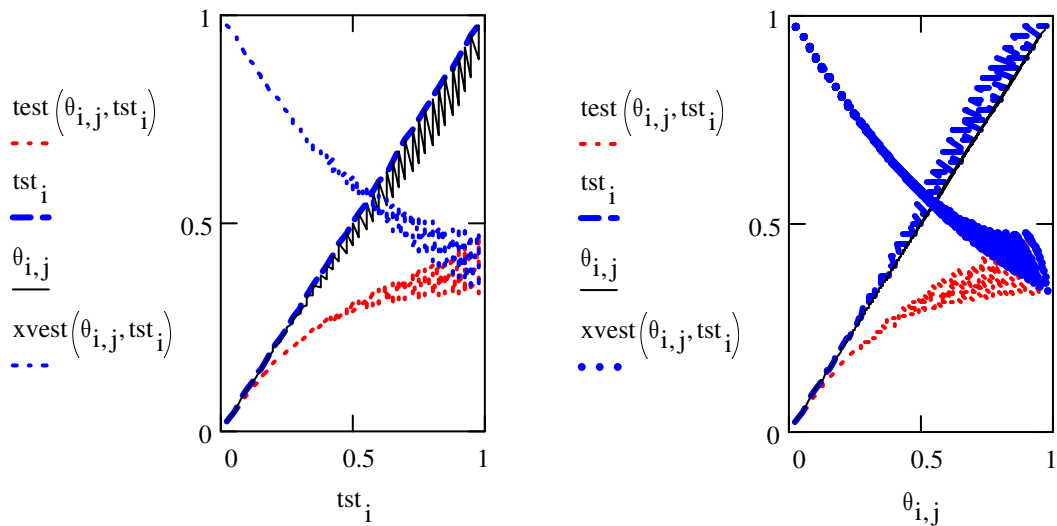 1
test(θi,j,tsti)
tsti
0.5
θi,j
xvest(θi,j,tsti)
0
0
0.5
1
tsti
1
test(θi,j,tsti)
tsti
0.5
θi,j
xvest(θi,j,tsti)
0
0
0.5
1
θi,j